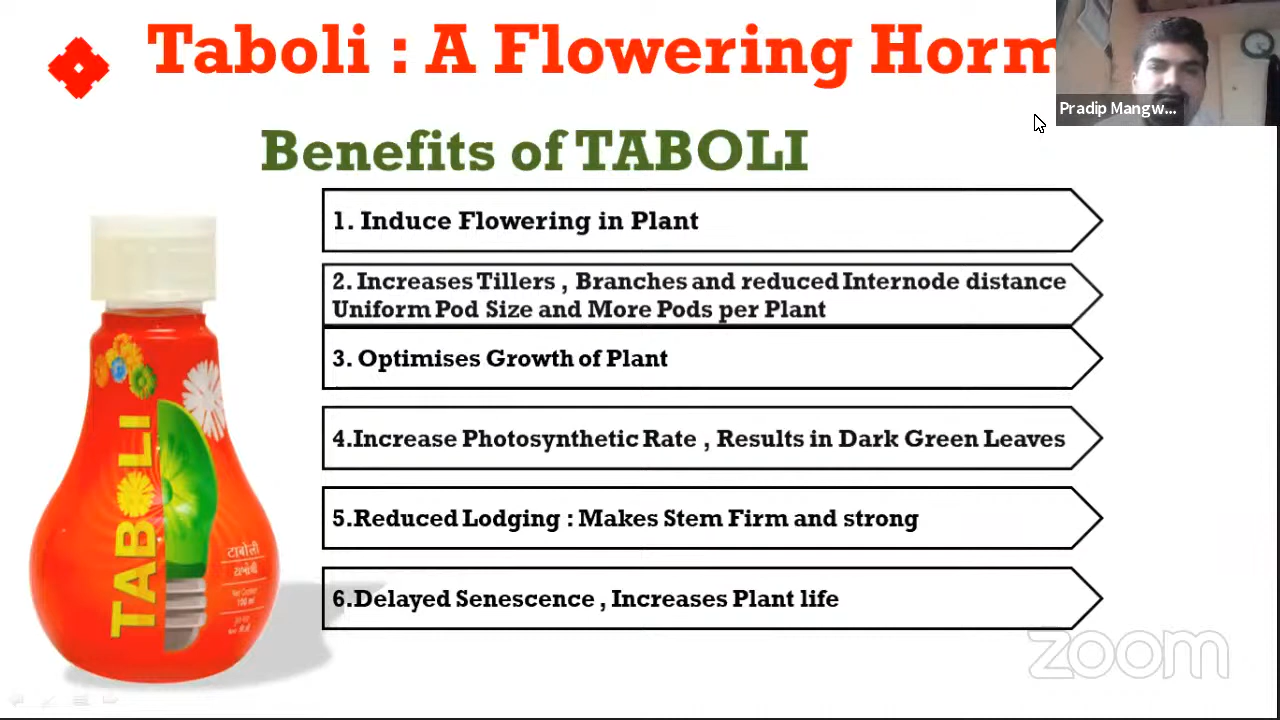 Taboli : A Flowering Horm
Pradip Mangw...
Benefits of TABOLI
1. Induce Flowering in Plant
2. Increases Tillers , Branches and reduced Internode distance
Uniform Pod Size and More Pods per Plant
3. Optimises Growth of Plant
4.Increase Photosynthetic Rate , Results in Dark Green Leaves
5.Reduced Lodging : Makes Stem Firm and strong
6.Delayed Senescence , Increases Plant life
TABOLI
टाबोली
100 ml
zoom